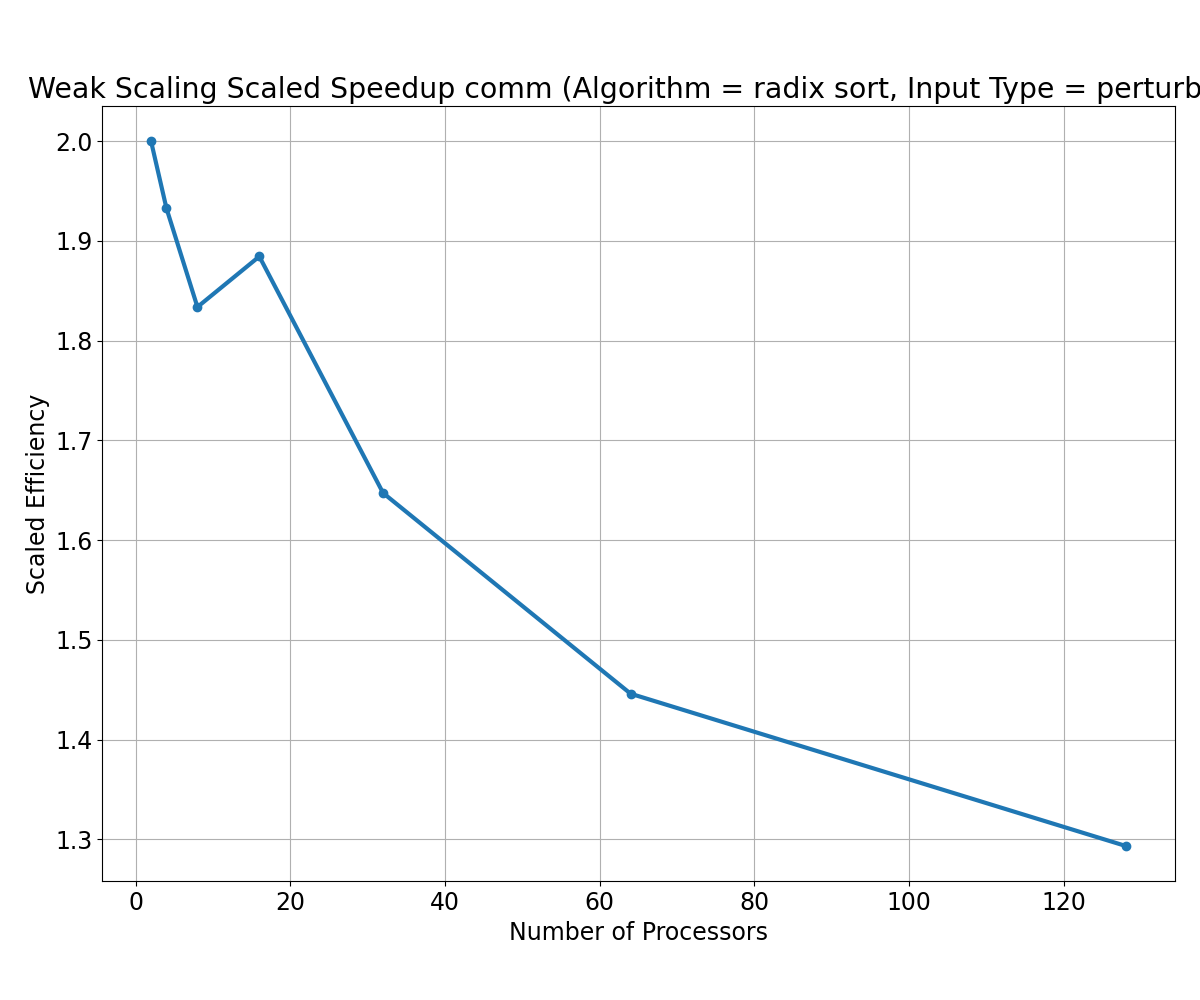 Weak Scaling Scaled Speedup comm (Algorithm = radix sort, Input Type = perturb
2.0
1.9
1.8
1.7
1.6
1.5
1.4
1.3
Scaled Efficiency
0 20 40 60 80 100 120
Number of Processors